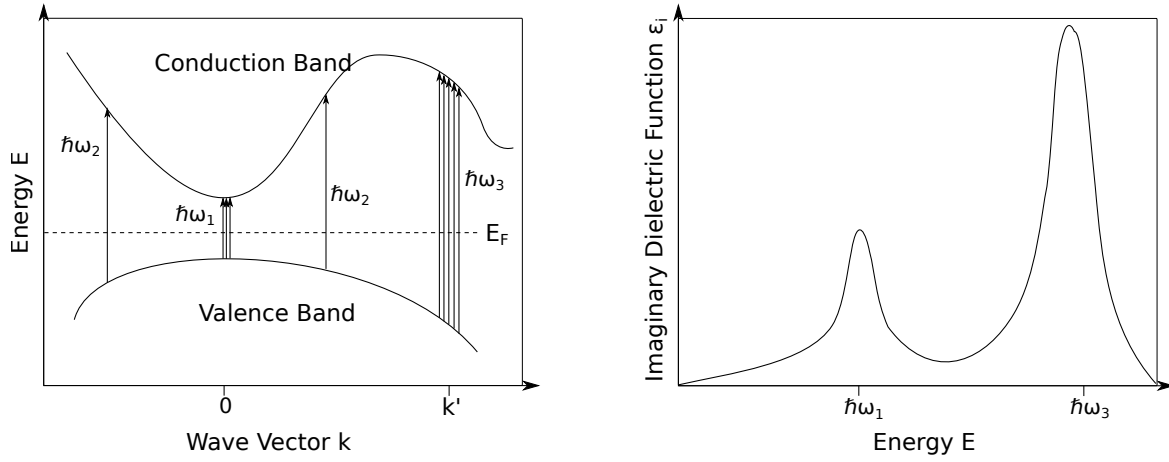 Energy E
Conduction Band
ħω₂
ħω₁
ħω₂
ħω₃
E_F
Valence Band
0
k'
Wave Vector k
Imaginary Dielectric Function εᵢ
ħω₁
ħω₃
Energy E